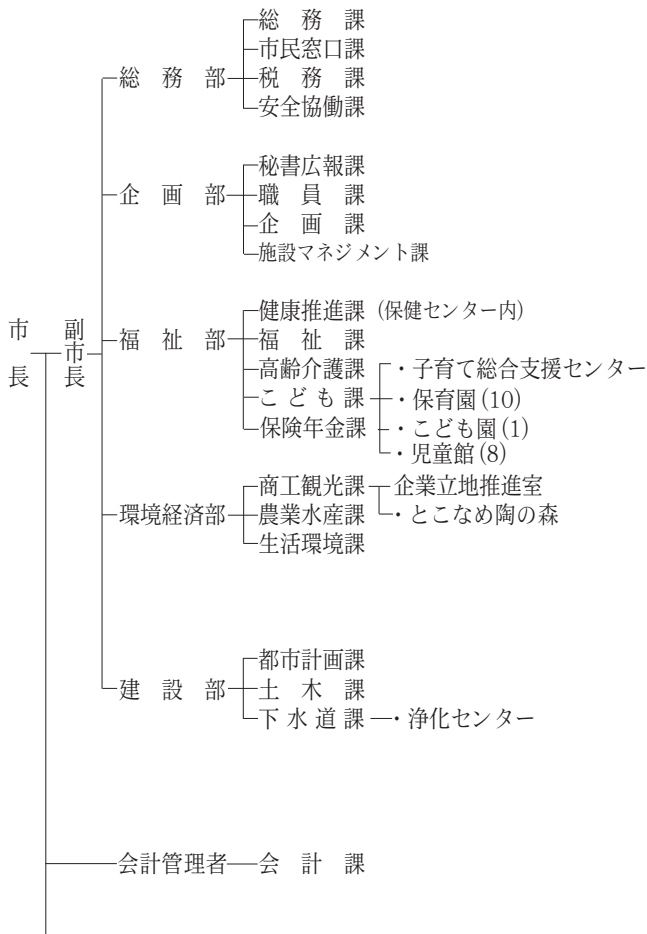 総務課
市民窓口課
総務部 税務課
安全協働課
秘書広報課
企画部 職員課
企画課
施設マネジメント課
市長 副市長
健康推進課 (保健センター内)
福祉部 福祉課
高齢介護課 ・子育て総合支援センター
こども課 ・保育園(10)
保険年金課 ・こども園(1)
・児童館(8)
商工観光課 企業立地推進室
環境経済部 農業水産課 ・とこなめ陶の森
生活環境課
都市計画課
建設部 土木課
下水道課 ・浄化センター
会計管理者 会計課